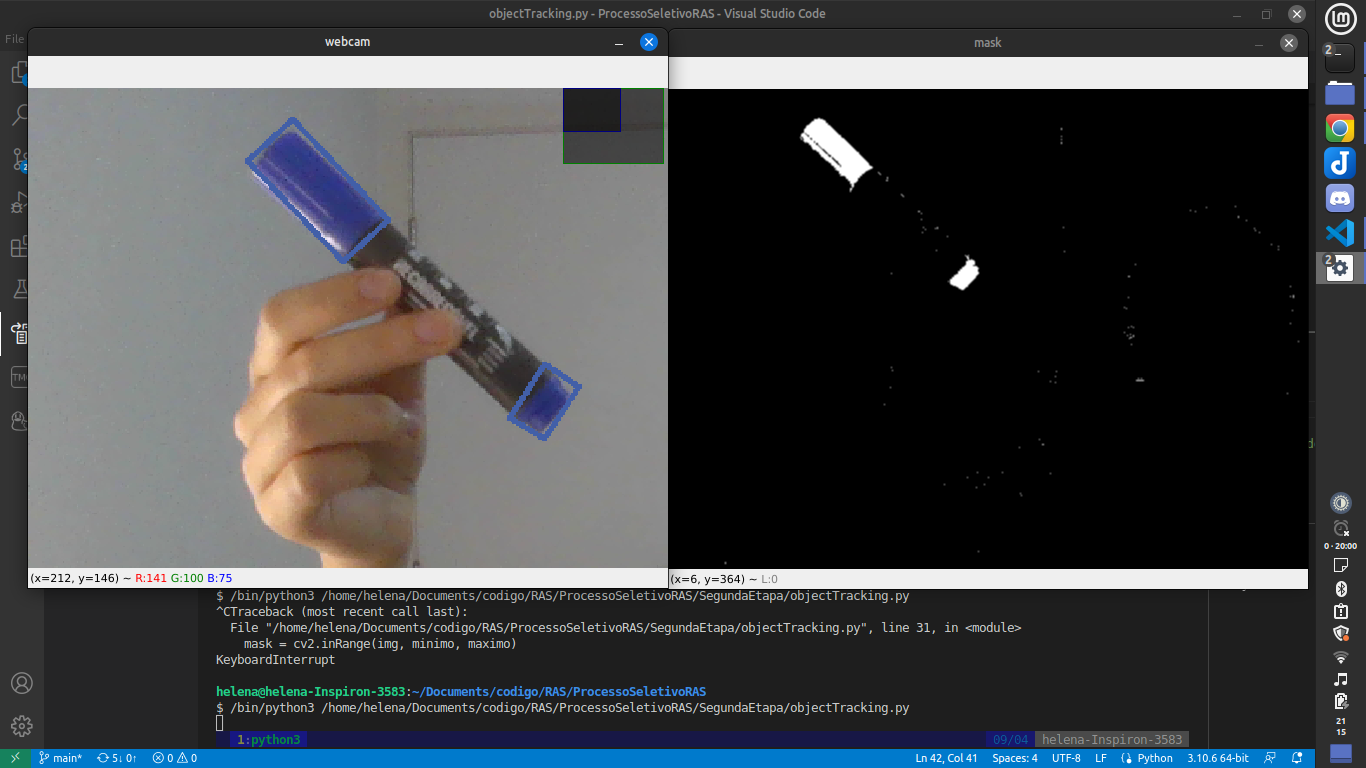 objectTracking.py - ProcessoSeletivoRAS - Visual Studio Code
File
webcam
mask
(x=212, y=146) ~ R:141 G:100 B:75
(x=6, y=364) ~ L:0
$ /bin/python3 /home/helena/Documents/codigo/RAS/ProcessoSeletivoRAS/SegundaEtapa/objectTracking.py
^CTraceback (most recent call last):
File "/home/helena/Documents/codigo/RAS/ProcessoSeletivoRAS/SegundaEtapa/objectTracking.py", line 31, in <module>
mask = cv2.inRange(img, minimo, maximo)
KeyboardInterrupt
helena@helena-Inspiron-3583:~/Documents/codigo/RAS/ProcessoSeletivoRAS
$ /bin/python3 /home/helena/Documents/codigo/RAS/ProcessoSeletivoRAS/SegundaEtapa/objectTracking.py
1:python3 09/04 helena-Inspiron-3583
main* 5↓ 0↑ 0 0 Ln 42, Col 41 Spaces: 4 UTF-8 LF Python 3.10.6 64-bit
2
2
0 · 20:00
21
15